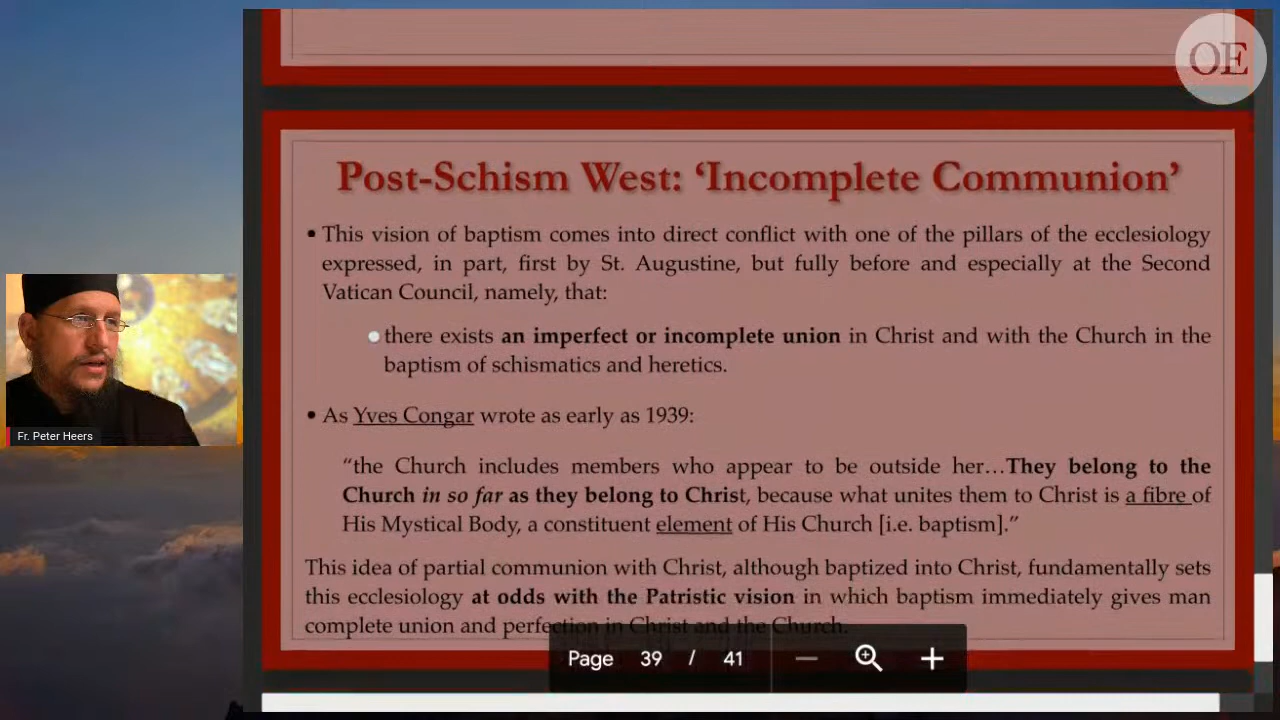 OE
Post-Schism West: ‘Incomplete Communion’
• This vision of baptism comes into direct conflict with one of the pillars of the ecclesiology
expressed, in part, first by St. Augustine, but fully before and especially at the Second
Vatican Council, namely, that:
there exists an imperfect or incomplete union in Christ and with the Church in the
baptism of schismatics and heretics.
• As Yves Congar wrote as early as 1939:
“the Church includes members who appear to be outside her…They belong to the
Church in so far as they belong to Christ, because what unites them to Christ is a fibre of
His Mystical Body, a constituent element of His Church [i.e. baptism].”
This idea of partial communion with Christ, although baptized into Christ, fundamentally sets
this ecclesiology at odds with the Patristic vision in which baptism immediately gives man
complete union and perfection in Christ and the Church.
Fr. Peter Heers
Page 39 / 41